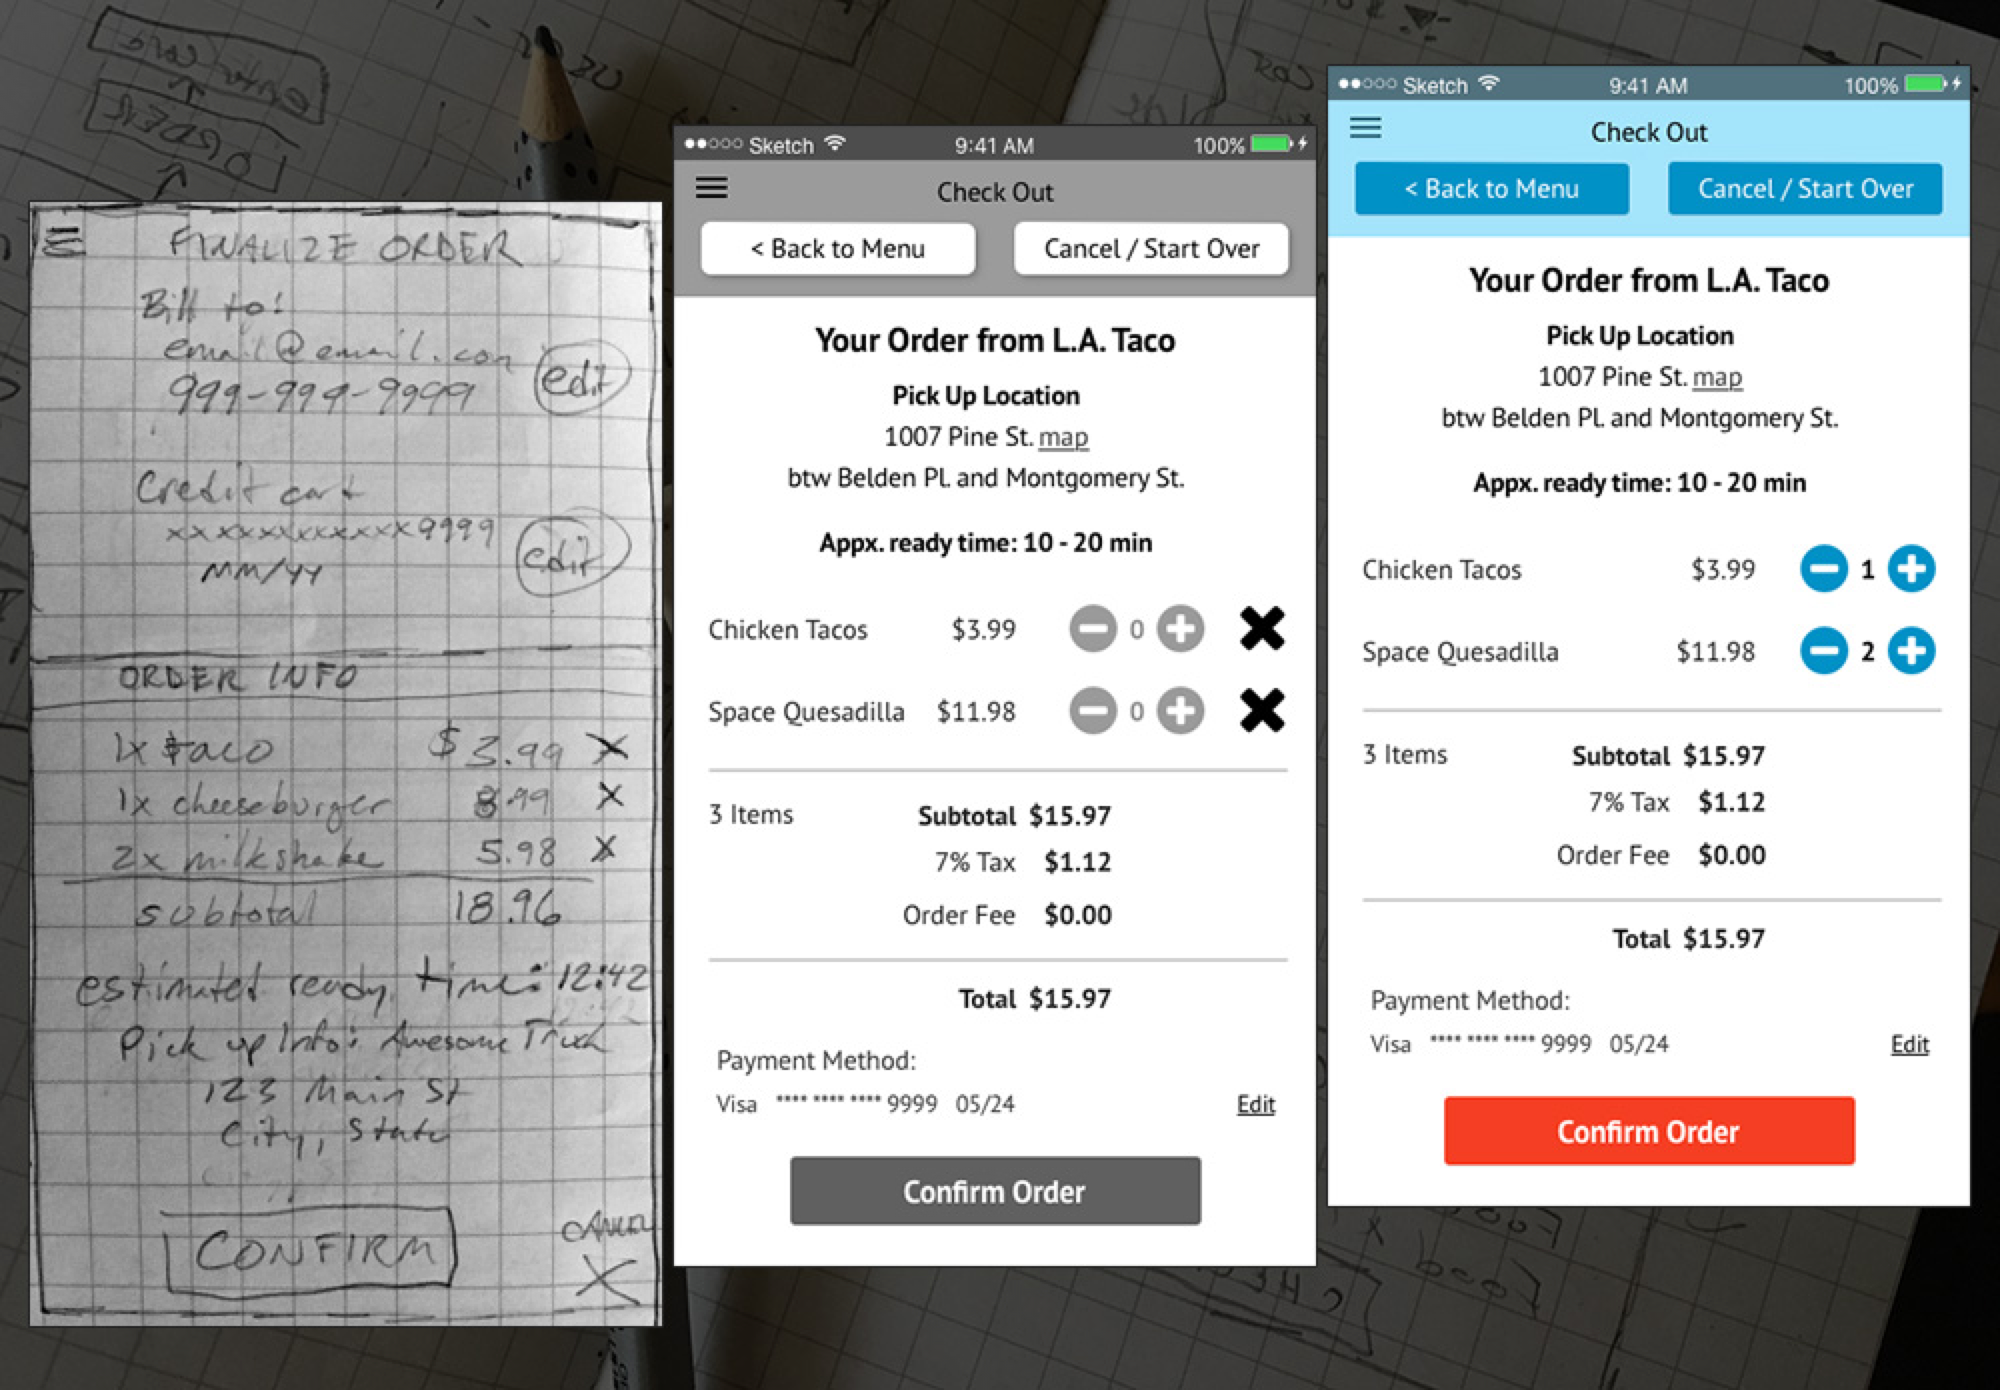 FINALIZE ORDER
Bill to:
email@email.com
edit
999-999-9999
Credit cart
xxxxxxxxxxxx9999
edit
MM/YY
ORDER INFO
1x taco $3.99 X
1x cheeseburger 8.99 X
2x milkshake 5.98 X
subtotal 18.96
estimated ready time: 12:42
Pick up Info: Awesome Truck
123 Main St
City, State
CONFIRM
CANCEL
X
Sketch 9:41 AM 100%
Check Out
< Back to Menu Cancel / Start Over
Your Order from L.A. Taco
Pick Up Location
1007 Pine St. map
btw Belden Pl. and Montgomery St.
Appx. ready time: 10 - 20 min
Chicken Tacos $3.99 0
Space Quesadilla $11.98 0
3 Items Subtotal $15.97
7% Tax $1.12
Order Fee $0.00
Total $15.97
Payment Method:
Visa **** **** **** 9999 05/24 Edit
Confirm Order
Sketch 9:41 AM 100%
Check Out
< Back to Menu Cancel / Start Over
Your Order from L.A. Taco
Pick Up Location
1007 Pine St. map
btw Belden Pl. and Montgomery St.
Appx. ready time: 10 - 20 min
Chicken Tacos $3.99 1
Space Quesadilla $11.98 2
3 Items Subtotal $15.97
7% Tax $1.12
Order Fee $0.00
Total $15.97
Payment Method:
Visa **** **** **** 9999 05/24 Edit
Confirm Order
ORDER
USER